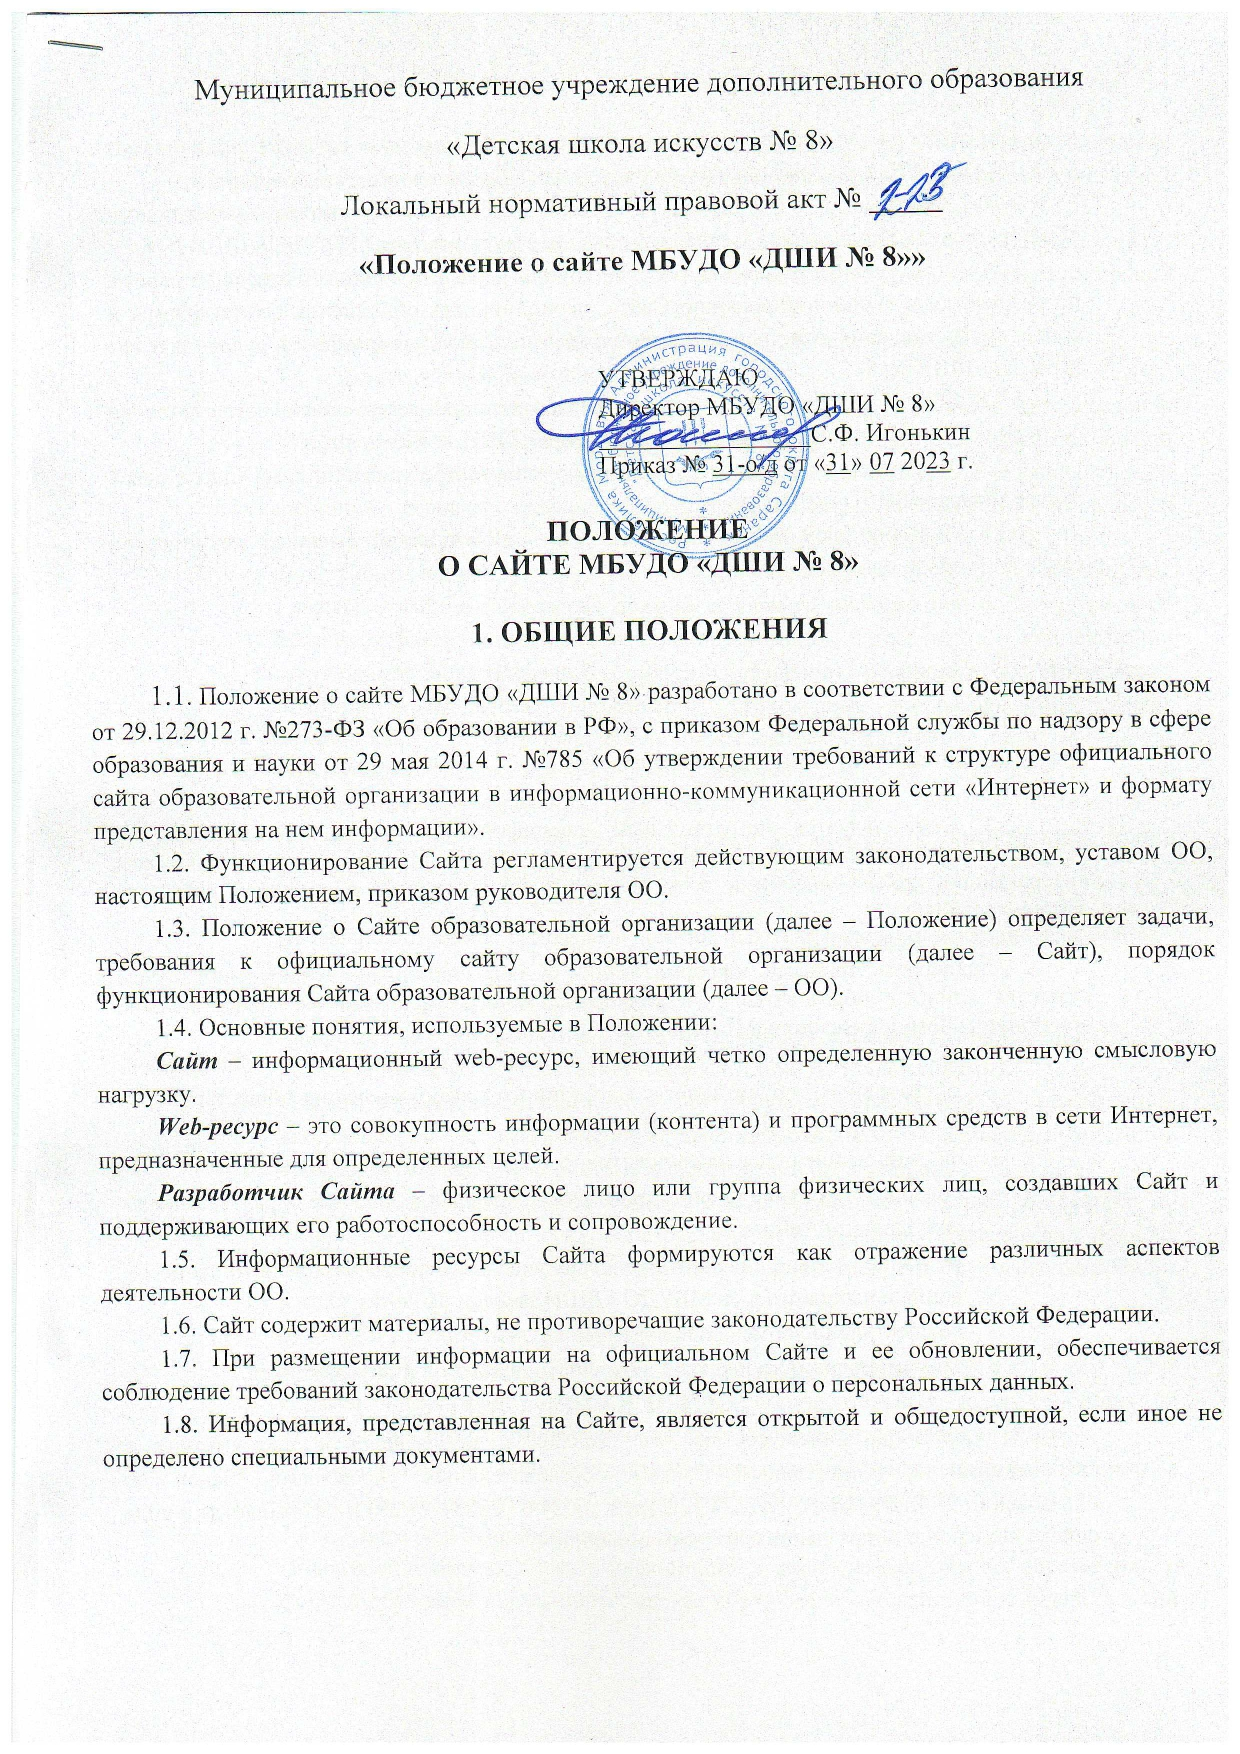 Муниципальное бюджетное учреждение дополнительного образования
«Детская школа искусств № 8»
Локальный нормативный правовой акт №
«Положение о сайте МБУДО «ДШИ № 8»»
УТВЕРЖДАЮ
Директор МБУДО «ДШИ № 8»
С.Ф. Игонькин
Приказ № 31-о/д от «31» 07 2023 г.
ПОЛОЖЕНИЕ
О САЙТЕ МБУДО «ДШИ № 8»
1. ОБЩИЕ ПОЛОЖЕНИЯ
1.1. Положение о сайте МБУДО «ДШИ № 8» разработано в соответствии с Федеральным законом
от 29.12.2012 г. №273-ФЗ «Об образовании в РФ», с приказом Федеральной службы по надзору в сфере
образования и науки от 29 мая 2014 г. №785 «Об утверждении требований к структуре официального
сайта образовательной организации в информационно-коммуникационной сети «Интернет» и формату
представления на нем информации».
1.2. Функционирование Сайта регламентируется действующим законодательством, уставом ОО,
настоящим Положением, приказом руководителя ОО.
1.3. Положение о Сайте образовательной организации (далее – Положение) определяет задачи,
требования к официальному сайту образовательной организации (далее – Сайт), порядок
функционирования Сайта образовательной организации (далее – ОО).
1.4. Основные понятия, используемые в Положении:
Сайт – информационный web-ресурс, имеющий четко определенную законченную смысловую
нагрузку.
Web-ресурс – это совокупность информации (контента) и программных средств в сети Интернет,
предназначенные для определенных целей.
Разработчик Сайта – физическое лицо или группа физических лиц, создавших Сайт и
поддерживающих его работоспособность и сопровождение.
1.5. Информационные ресурсы Сайта формируются как отражение различных аспектов
деятельности ОО.
1.6. Сайт содержит материалы, не противоречащие законодательству Российской Федерации.
1.7. При размещении информации на официальном Сайте и ее обновлении, обеспечивается
соблюдение требований законодательства Российской Федерации о персональных данных.
1.8. Информация, представленная на Сайте, является открытой и общедоступной, если иное не
определено специальными документами.